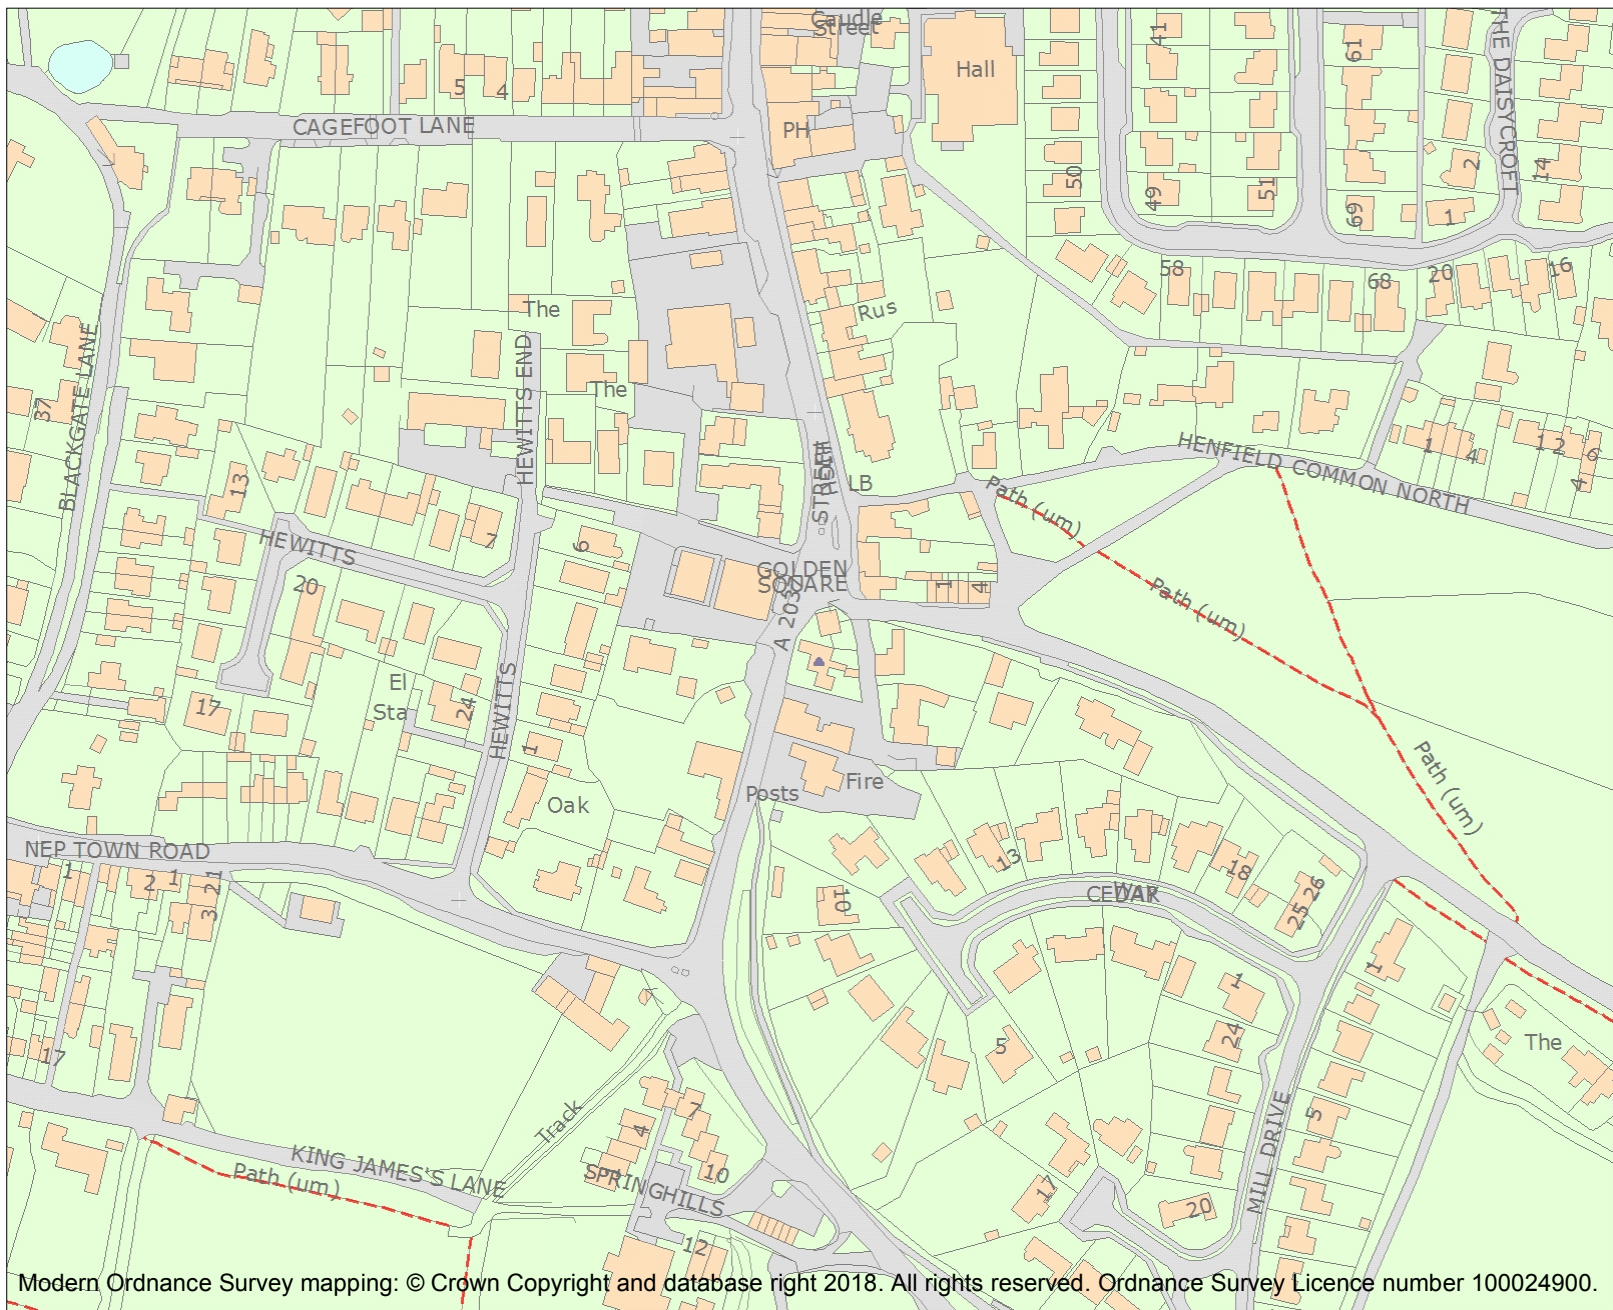 Caudle
Street
41
61
THE DAISYCROFT
Hall
5
4
CAGEFOOT LANE
PH
50
49
51
69
2
14
1
58
68
20
16
The
Rus
BLACKGATE LANE
HEWITTS END
37
The
1
4
1 2
6
4
HENFIELD COMMON NORTH
13
STREET
HIGH
LB
Path (um)
7
6
HEWITTS
20
GOLDEN
SQUARE
1
4
Path (um)
A 2037
El
Sta
24
17
HEWITTS
1
Path (um)
Oak
Posts
Fire
NEP TOWN ROAD
1
2
1
21
3
13
18
10
CEDAR
WAY
26
25
1
1
24
17
5
The
7
4
Track
5
MILL DRIVE
KING JAMES'S LANE
Path (um)
1
10
SPRINGHILLS
17
20
12
Modern Ordnance Survey mapping: © Crown Copyright and database right 2018. All rights reserved. Ordnance Survey Licence number 100024900.